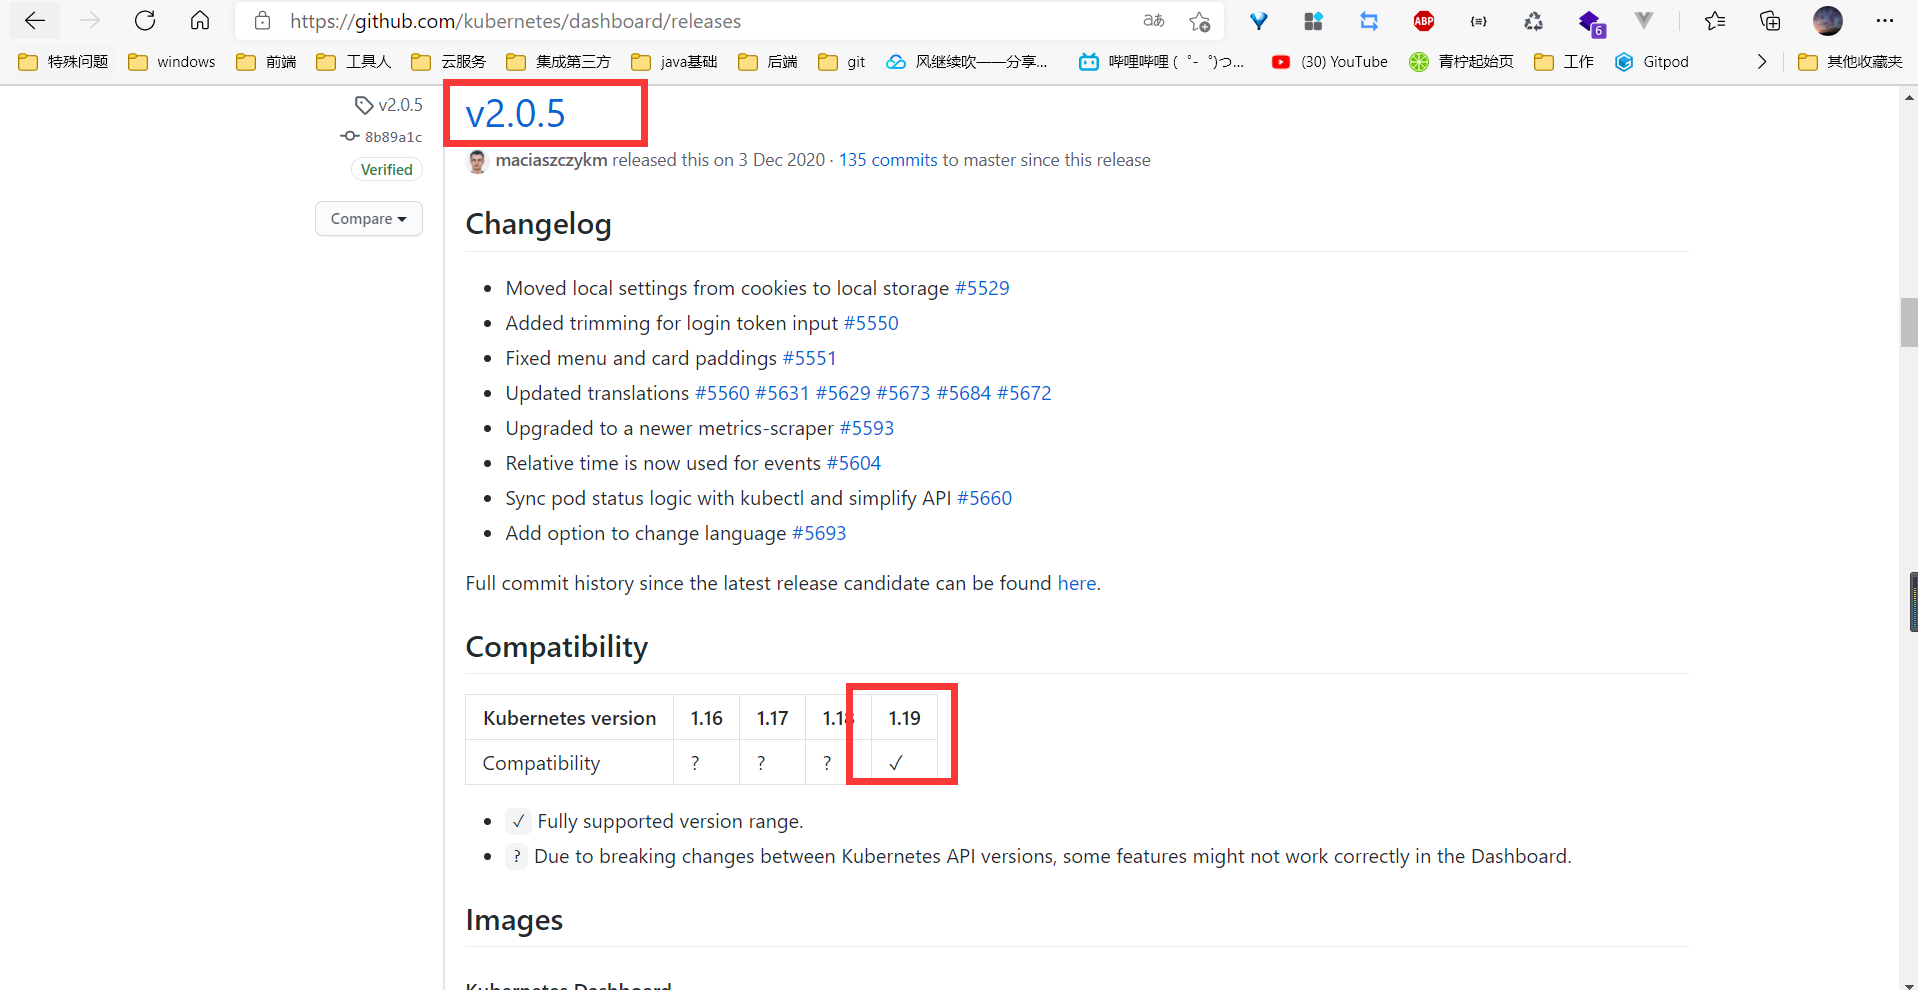 https://github.com/kubernetes/dashboard/releases
aあ
ABP
6
特殊问题 windows 前端 工具人 云服务 集成第三方 java基础 后端 git 风继续吹——分享... 哔哩哔哩 (゜-゜)つ... (30) YouTube 青柠起始页 工作 Gitpod 其他收藏夹
v2.0.5
8b89a1c
Verified
Compare
v2.0.5
maciaszczykm released this on 3 Dec 2020 · 135 commits to master since this release
Changelog
• Moved local settings from cookies to local storage #5529
• Added trimming for login token input #5550
• Fixed menu and card paddings #5551
• Updated translations #5560 #5631 #5629 #5673 #5684 #5672
• Upgraded to a newer metrics-scraper #5593
• Relative time is now used for events #5604
• Sync pod status logic with kubectl and simplify API #5660
• Add option to change language #5693
Full commit history since the latest release candidate can be found here.
Compatibility
Kubernetes version 1.16 1.17 1.18 1.19
Compatibility ? ? ? ✓
• ✓ Fully supported version range.
• ? Due to breaking changes between Kubernetes API versions, some features might not work correctly in the Dashboard.
Images
Kubernetes Dashboard